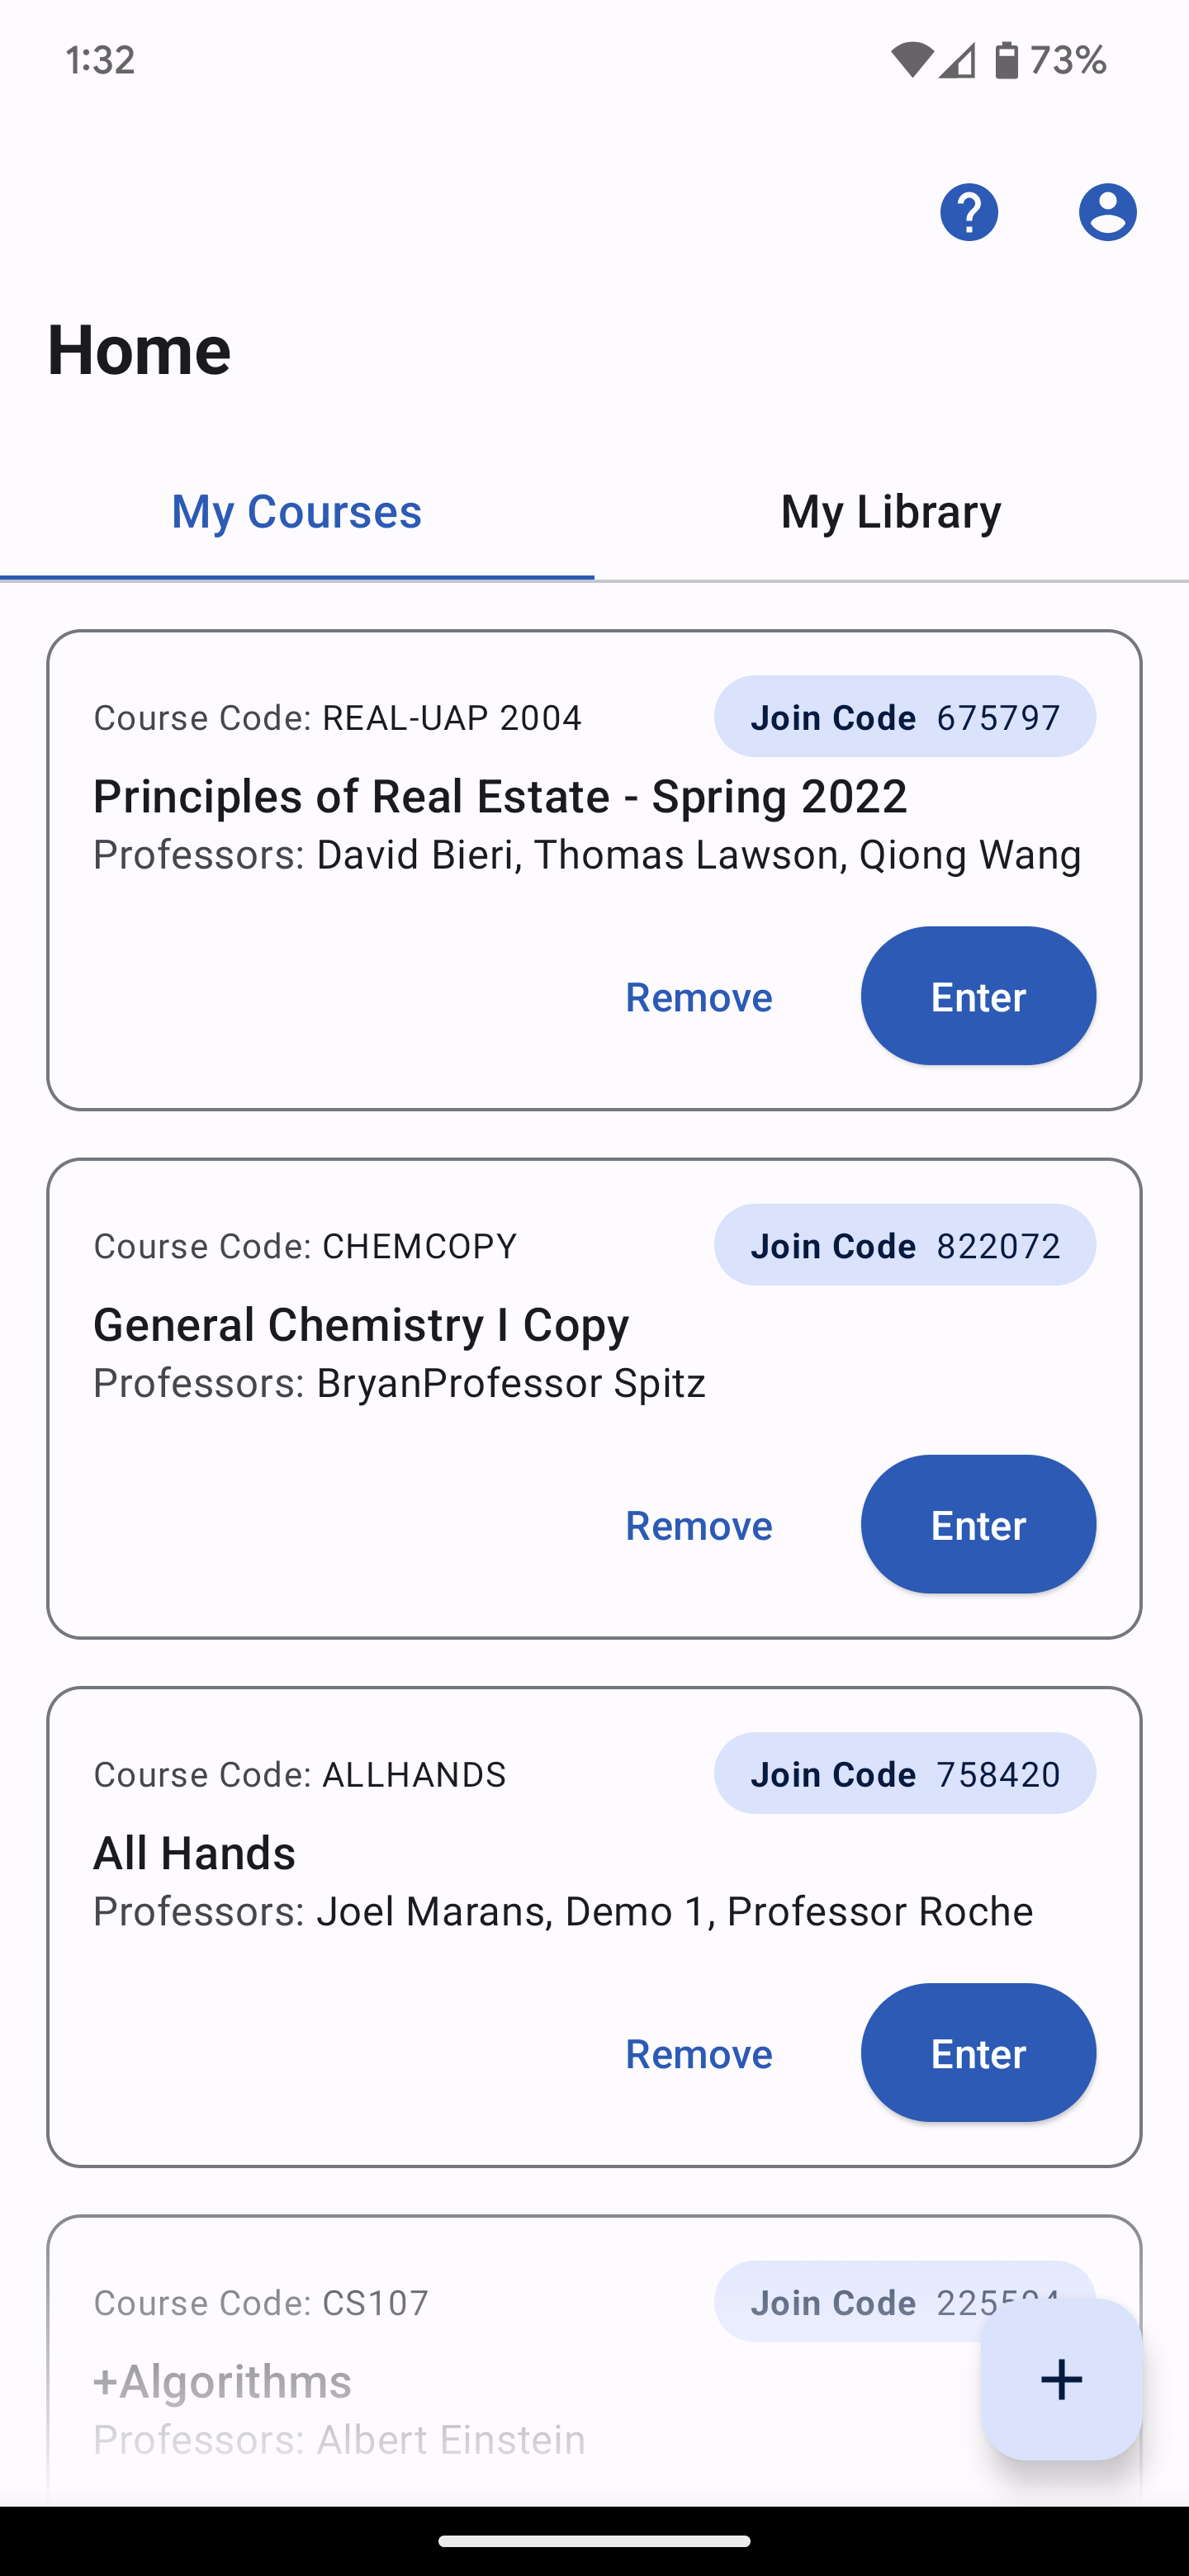 1:32
73%
Home
My Courses
My Library
Course Code: REAL-UAP 2004
Join Code 675797
Principles of Real Estate - Spring 2022
Professors: David Bieri, Thomas Lawson, Qiong Wang
Remove
Enter
Course Code: CHEMCOPY
Join Code 822072
General Chemistry I Copy
Professors: BryanProfessor Spitz
Remove
Enter
Course Code: ALLHANDS
Join Code 758420
All Hands
Professors: Joel Marans, Demo 1, Professor Roche
Remove
Enter
Course Code: CS107
Join Code
+Algorithms
Professors: Albert Einstein